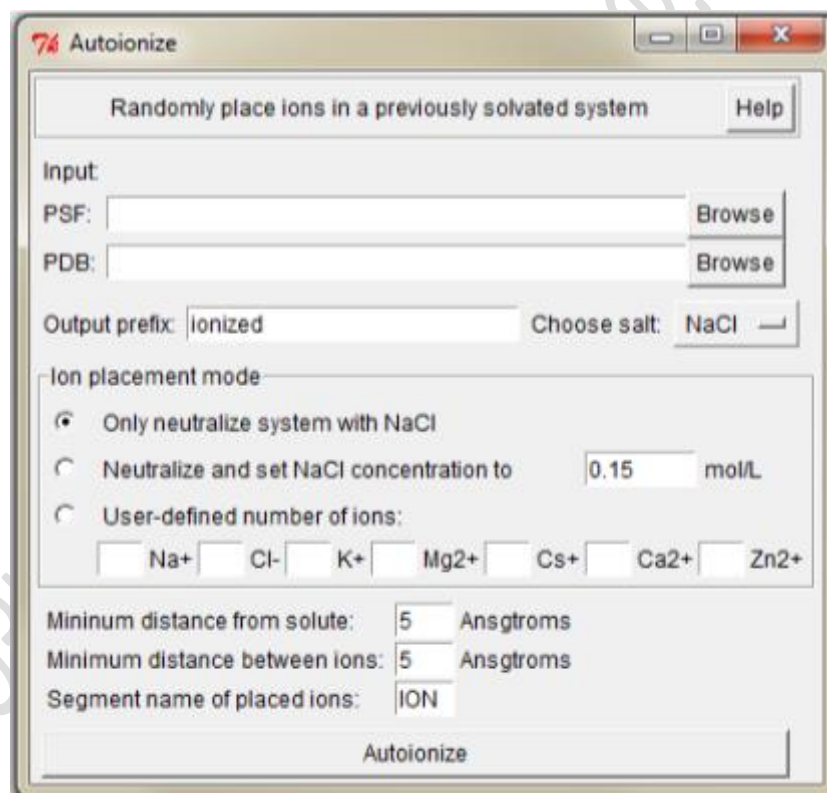 Autoionize
Randomly place ions in a previously solvated system Help
Input:
PSF: Browse
PDB: Browse
Output prefix: ionized Choose salt: NaCl
Ion placement mode
Only neutralize system with NaCl
Neutralize and set NaCl concentration to 0.15 mol/L
User-defined number of ions:
Na+ Cl- K+ Mg2+ Cs+ Ca2+ Zn2+
Mininum distance from solute: 5 Ansgtroms
Minimum distance between ions: 5 Ansgtroms
Segment name of placed ions: ION
Autoionize